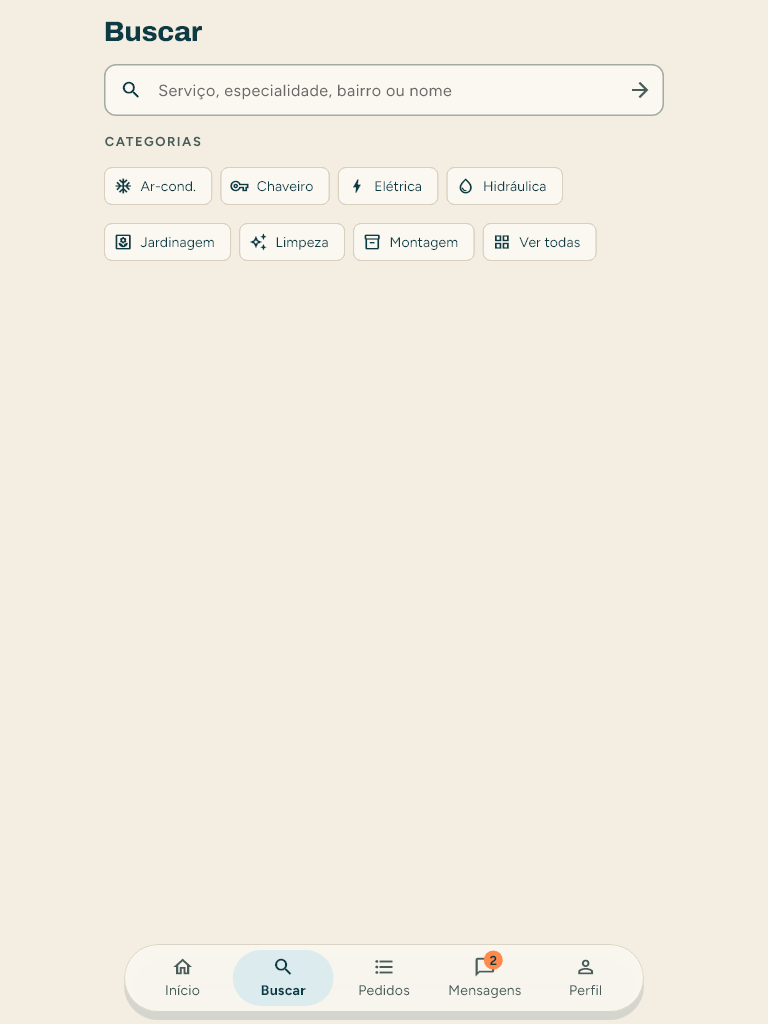 Buscar
Serviço, especialidade, bairro ou nome
CATEGORIAS
Ar-cond. Chaveiro Elétrica Hidráulica
Jardinagem Limpeza Montagem Ver todas
2
Início Buscar Pedidos Mensagens Perfil